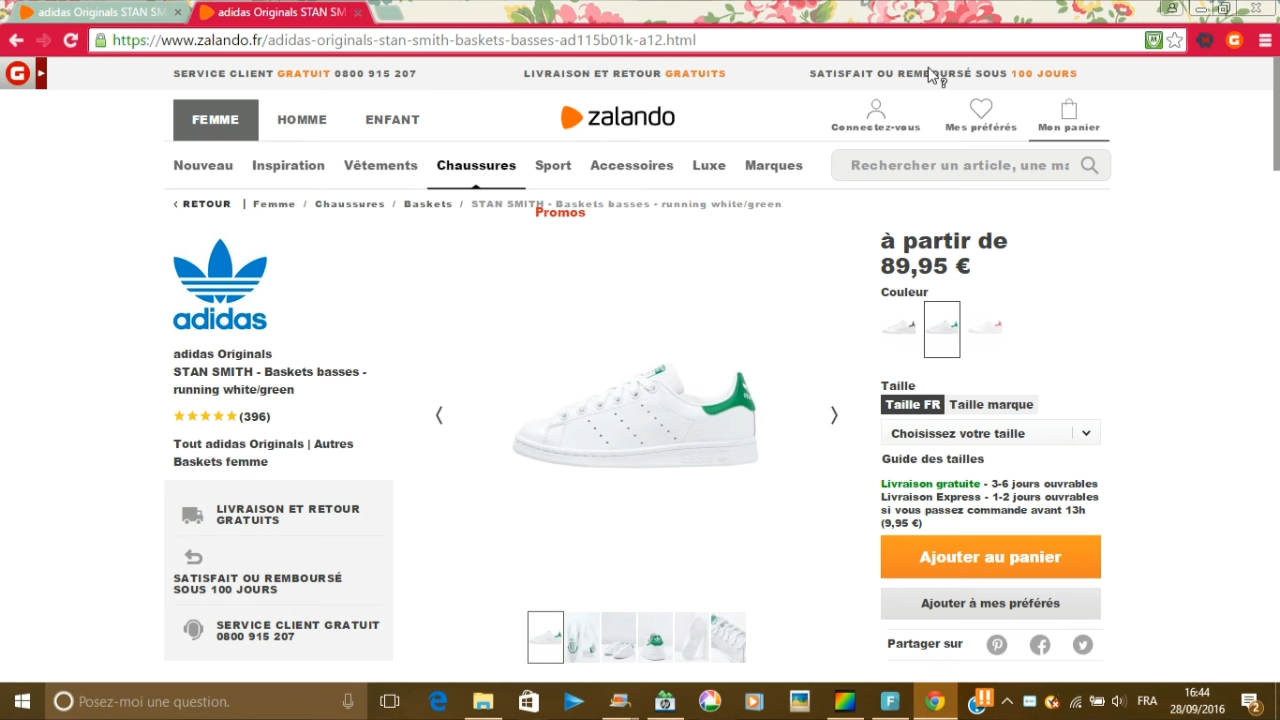 adidas Originals STAN SM
adidas Originals STAN SM
https://www.zalando.fr/adidas-originals-stan-smith-baskets-basses-ad115b01k-a12.html
SERVICE CLIENT GRATUIT 0800 915 207
LIVRAISON ET RETOUR GRATUITS
SATISFAIT OU REMBOURSÉ SOUS 100 JOURS
FEMME
HOMME
ENFANT
zalando
Connectez-vous
Mes préférés
Mon panier
Nouveau
Inspiration
Vêtements
Chaussures
Sport
Accessoires
Luxe
Marques
Rechercher un article, une ma
RETOUR | Femme / Chaussures / Baskets / STAN SMITH - Baskets basses - running white/green
Promos
adidas
adidas Originals
STAN SMITH - Baskets basses -
running white/green
(396)
Tout adidas Originals | Autres
Baskets femme
LIVRAISON ET RETOUR
GRATUITS
SATISFAIT OU REMBOURSÉ
SOUS 100 JOURS
SERVICE CLIENT GRATUIT
0800 915 207
à partir de
89,95 €
Couleur
Taille
Taille FR
Taille marque
Choisissez votre taille
Guide des tailles
Livraison gratuite - 3-6 jours ouvrables
Livraison Express - 1-2 jours ouvrables
si vous passez commande avant 13h
(9,95 €)
Ajouter au panier
Ajouter à mes préférés
Partager sur
Posez-moi une question.
FRA
16:44
28/09/2016
2